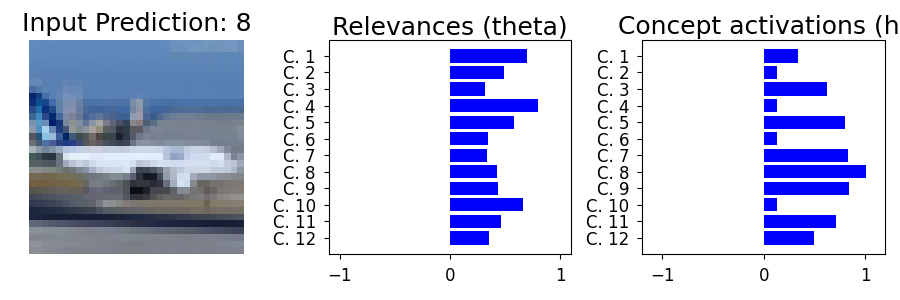 Input Prediction: 8
Relevances (theta)
C. 1
C. 2
C. 3
C. 4
C. 5
C. 6
C. 7
C. 8
C. 9
C. 10
C. 11
C. 12
−1 0 1
Concept activations (h
C. 1
C. 2
C. 3
C. 4
C. 5
C. 6
C. 7
C. 8
C. 9
C. 10
C. 11
C. 12
−1 0 1